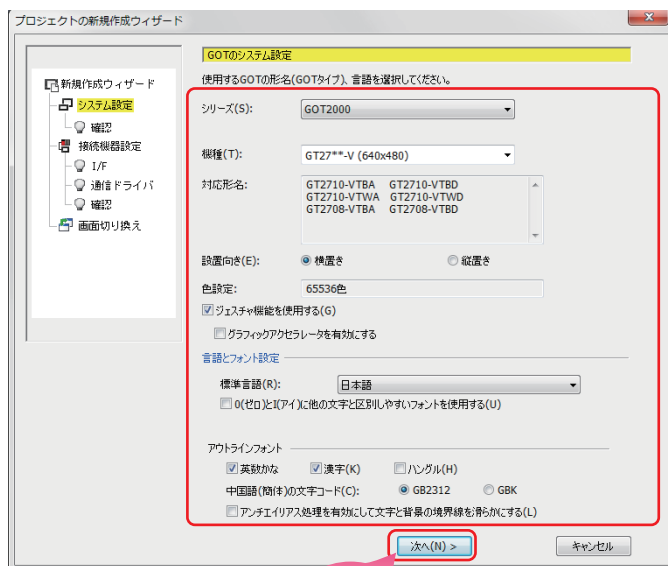 プロジェクトの新規作成ウィザード
新規作成ウィザード
システム設定
確認
接続機器設定
I/F
通信ドライバ
確認
画面切り換え
GOTのシステム設定
使用するGOTの形名(GOTタイプ)、言語を選択してください。
シリーズ(S): GOT2000
機種(T): GT27**-V (640x480)
対応形名: GT2710-VTBA GT2710-VTBD
GT2710-VTWA GT2710-VTWD
GT2708-VTBA GT2708-VTBD
設置向き(E): 横置き 縦置き
色設定: 65536色
ジェスチャ機能を使用する(G)
グラフィックアクセラレータを有効にする
言語とフォント設定
標準言語(R): 日本語
0(ゼロ)とI(アイ)に他の文字と区別しやすいフォントを使用する(U)
アウトラインフォント
英数かな 漢字(K) ハングル(H)
中国語(簡体)の文字コード(C): GB2312 GBK
アンチエイリアス処理を有効にして文字と背景の境界線を滑らかにする(L)
次へ(N) > キャンセル